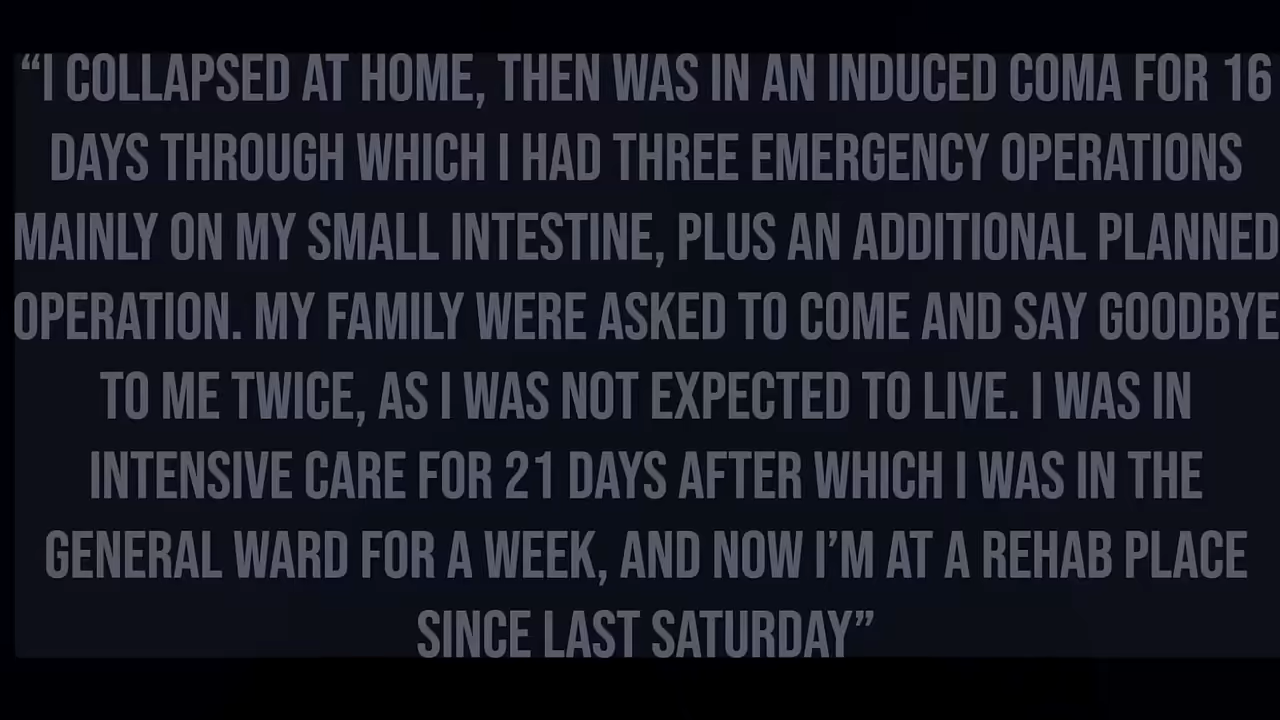 “I COLLAPSED AT HOME, THEN WAS IN AN INDUCED COMA FOR 16
DAYS THROUGH WHICH I HAD THREE EMERGENCY OPERATIONS
MAINLY ON MY SMALL INTESTINE, PLUS AN ADDITIONAL PLANNED
OPERATION. MY FAMILY WERE ASKED TO COME AND SAY GOODBYE
TO ME TWICE, AS I WAS NOT EXPECTED TO LIVE. I WAS IN
INTENSIVE CARE FOR 21 DAYS AFTER WHICH I WAS IN THE
GENERAL WARD FOR A WEEK, AND NOW I’M AT A REHAB PLACE
SINCE LAST SATURDAY”